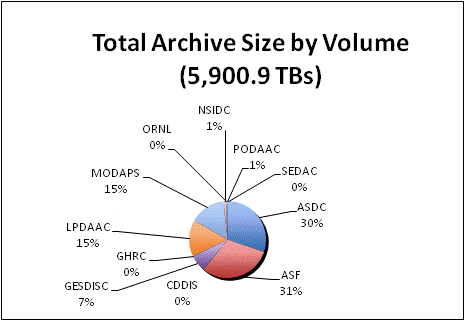 Total Archive Size by Volume
(5,900.9 TBs)
NSIDC
1%
ORNL
0%
PODAAC
1%
SEDAC
0%
MODAPS
15%
ASDC
30%
LPDAAC
15%
GHRC
0%
GESDISC
7%
CDDIS
0%
ASF
31%